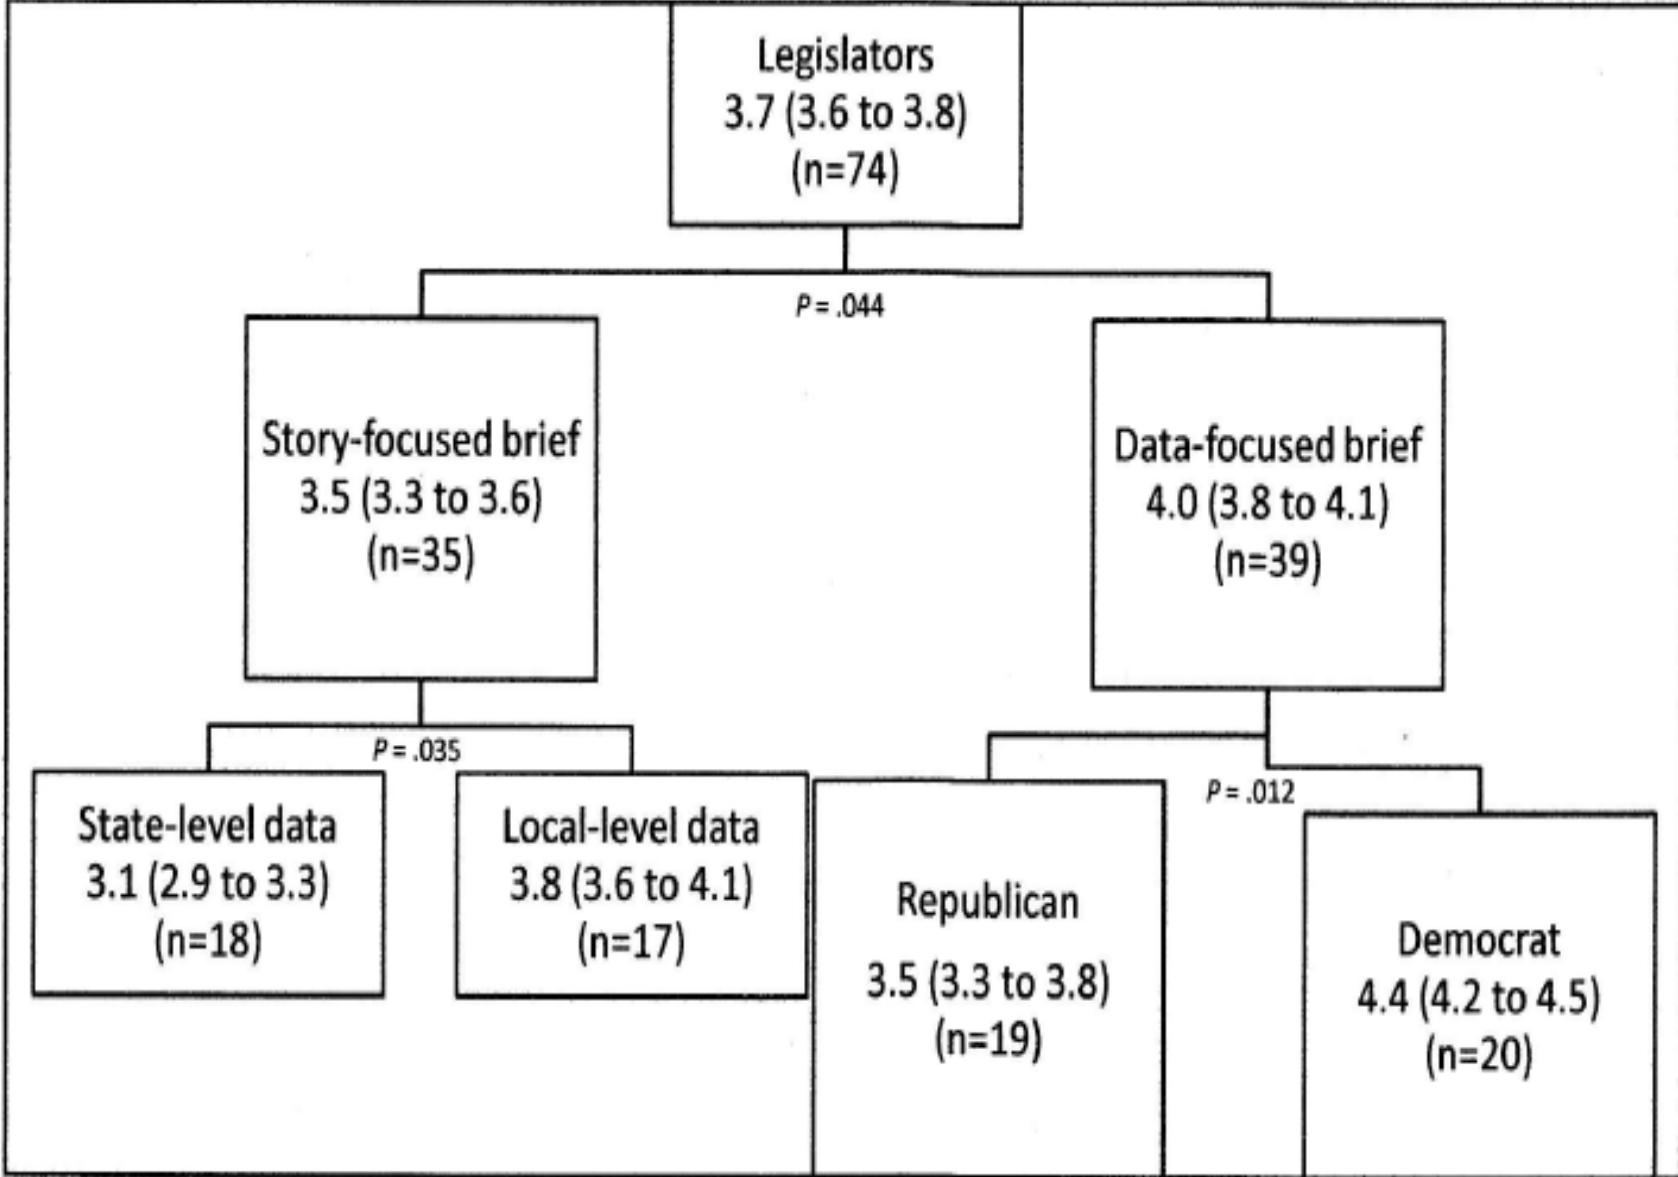 Legislators
3.7 (3.6 to 3.8)
(n=74)
P = .044
Story-focused brief
3.5 (3.3 to 3.6)
(n=35)
Data-focused brief
4.0 (3.8 to 4.1)
(n=39)
P = .035
State-level data
3.1 (2.9 to 3.3)
(n=18)
Local-level data
3.8 (3.6 to 4.1)
(n=17)
P = .012
Republican
3.5 (3.3 to 3.8)
(n=19)
Democrat
4.4 (4.2 to 4.5)
(n=20)